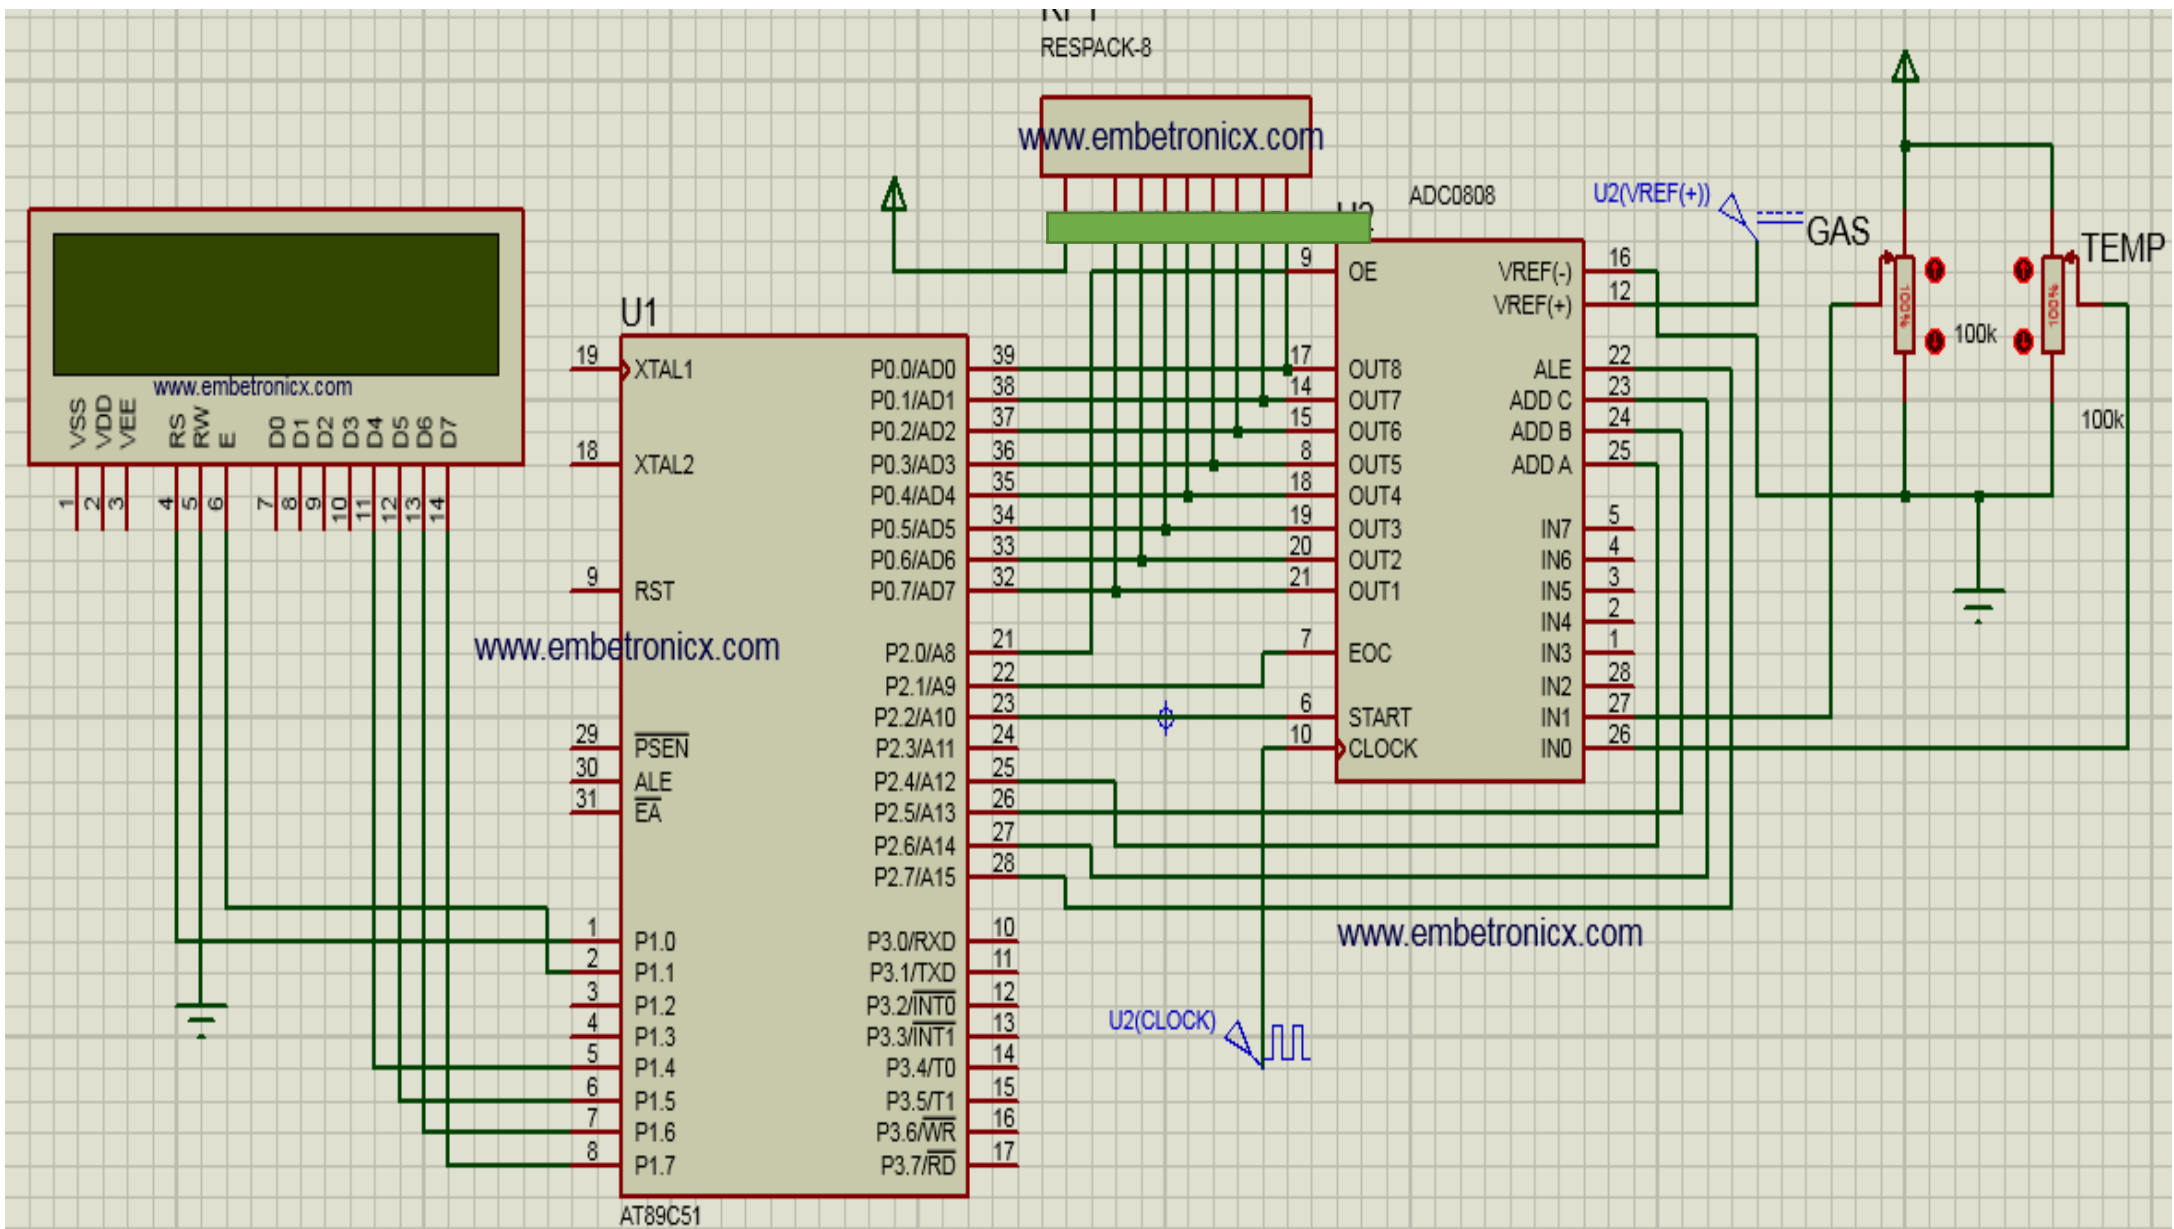 RESPACK-8
www.embetronicx.com
ADC0808
U2(VREF(+))
GAS
TEMP
100%
100%
100k
100k
www.embetronicx.com
VSS
VDD
VEE
RS
RW
E
D0
D1
D2
D3
D4
D5
D6
D7
1
2
3
4
5
6
7
8
9
10
11
12
13
14
U1
19 XTAL1
18 XTAL2
9 RST
29 PSEN
30 ALE
31 EA
1 P1.0
2 P1.1
3 P1.2
4 P1.3
5 P1.4
6 P1.5
7 P1.6
8 P1.7
P0.0/AD0 39
P0.1/AD1 38
P0.2/AD2 37
P0.3/AD3 36
P0.4/AD4 35
P0.5/AD5 34
P0.6/AD6 33
P0.7/AD7 32
P2.0/A8 21
P2.1/A9 22
P2.2/A10 23
P2.3/A11 24
P2.4/A12 25
P2.5/A13 26
P2.6/A14 27
P2.7/A15 28
P3.0/RXD 10
P3.1/TXD 11
P3.2/INT0 12
P3.3/INT1 13
P3.4/T0 14
P3.5/T1 15
P3.6/WR 16
P3.7/RD 17
AT89C51
www.embetronicx.com
9 OE
17 OUT8
14 OUT7
15 OUT6
8 OUT5
18 OUT4
19 OUT3
20 OUT2
21 OUT1
7 EOC
6 START
10 CLOCK
VREF(-) 16
VREF(+) 12
ALE 22
ADD C 23
ADD B 24
ADD A 25
IN7 5
IN6 4
IN5 3
IN4 2
IN3 1
IN2 28
IN1 27
IN0 26
www.embetronicx.com
U2(CLOCK)